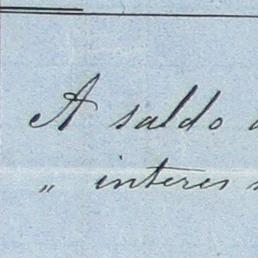 A saldo
" interes